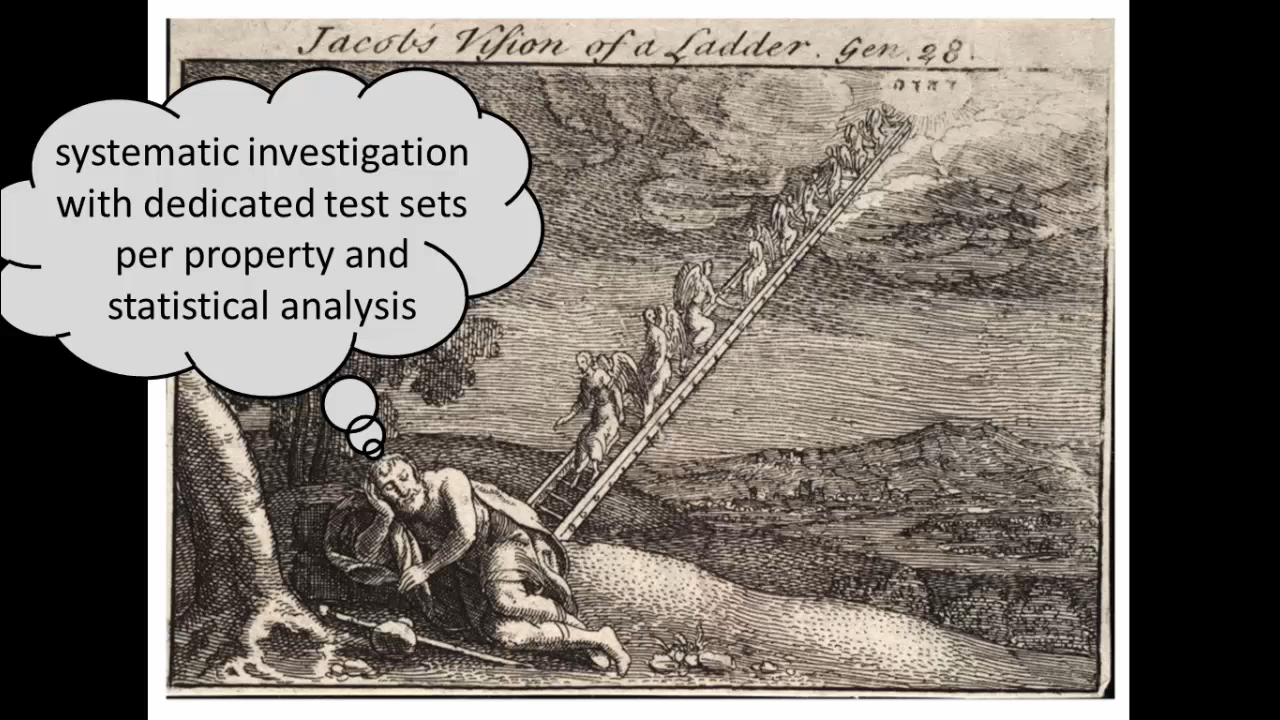 Jacob's Viſion of a Ladder. Gen. 28.
systematic investigation
with dedicated test sets
per property and
statistical analysis